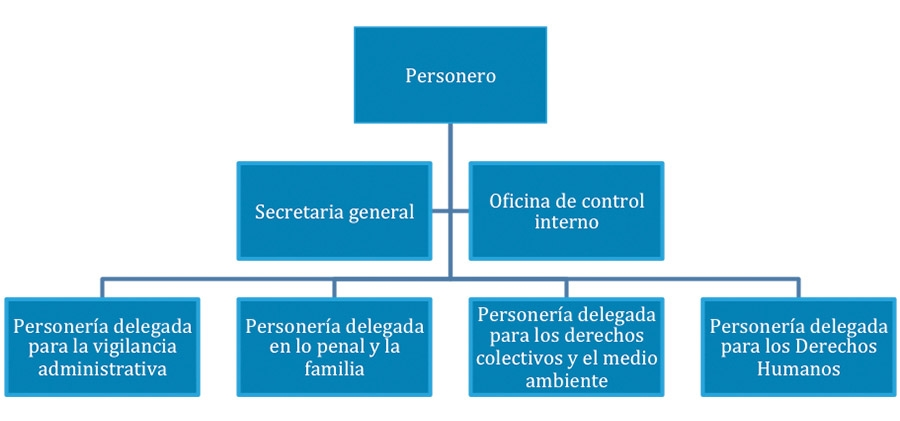 Personero
Secretaria general
Oficina de control
interno
Personería delegada
para la vigilancia
administrativa
Personería delegada
en lo penal y la
familia
Personería delegada
para los derechos
colectivos y el medio
ambiente
Personería delegada
para los Derechos
Humanos